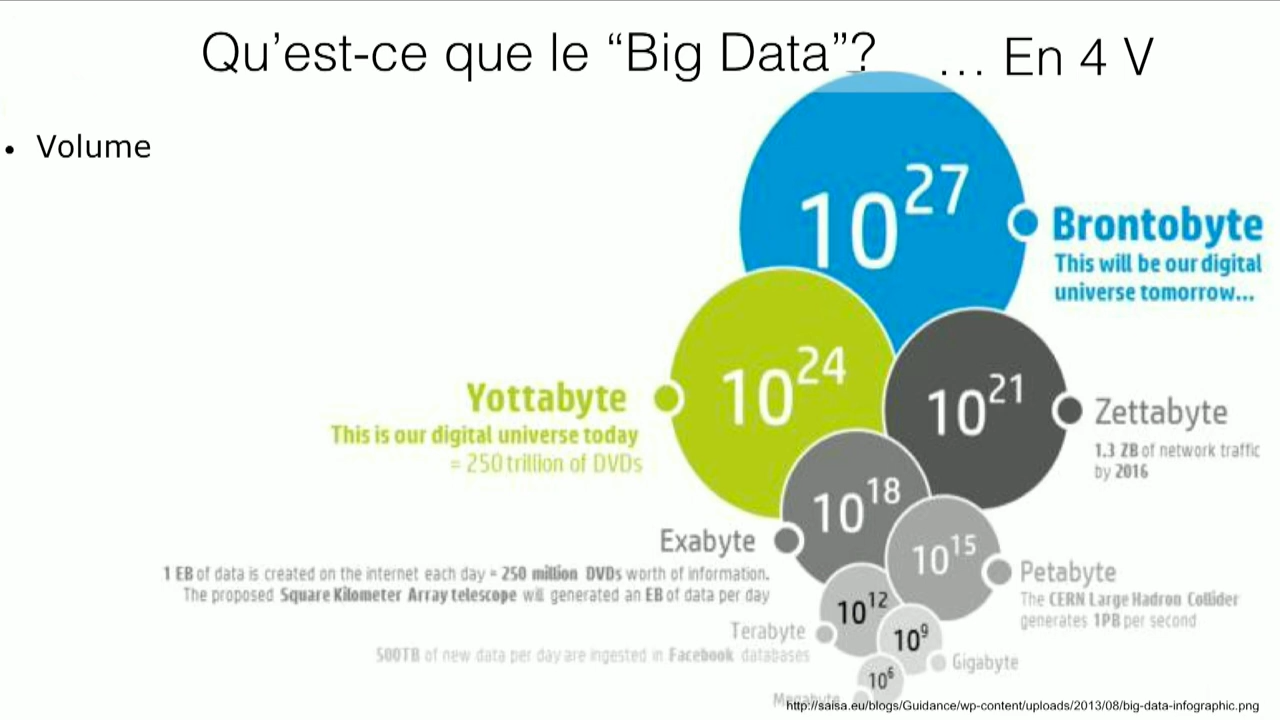 Qu’est-ce que le “Big Data”? … En 4 V
• Volume
10^27
Brontobyte
This will be our digital
universe tomorrow...
10^24
Yottabyte
This is our digital universe today
= 250 trillion of DVDs
10^21
Zettabyte
1.3 ZB of network traffic
by 2016
10^18
Exabyte
1 EB of data is created on the internet each day = 250 million DVDs worth of information.
The proposed Square Kilometer Array telescope will generated an EB of data per day
10^15
Petabyte
The CERN Large Hadron Collider
generates 1PB per second
10^12
Terabyte
500TB of new data per day are ingested in Facebook databases
10^9
Gigabyte
10^6
Megabyte
http://saisa.eu/blogs/Guidance/wp-content/uploads/2013/08/big-data-infographic.png